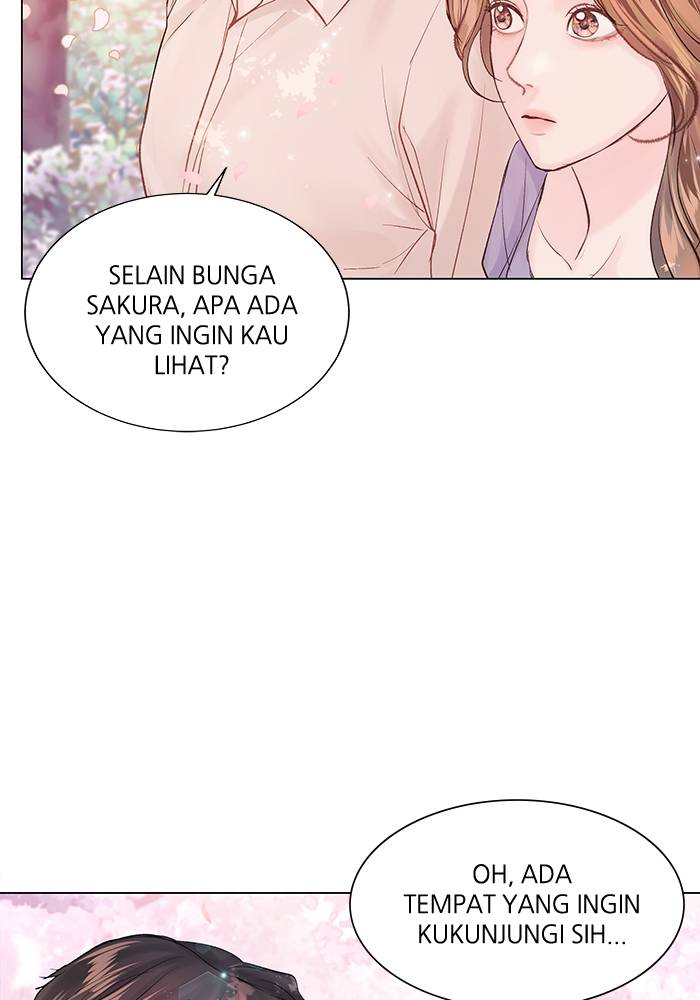 SELAIN BUNGA
SAKURA, APA ADA
YANG INGIN KAU
LIHAT?
OH, ADA
TEMPAT YANG INGIN
KUKUNJUNGI SIH...